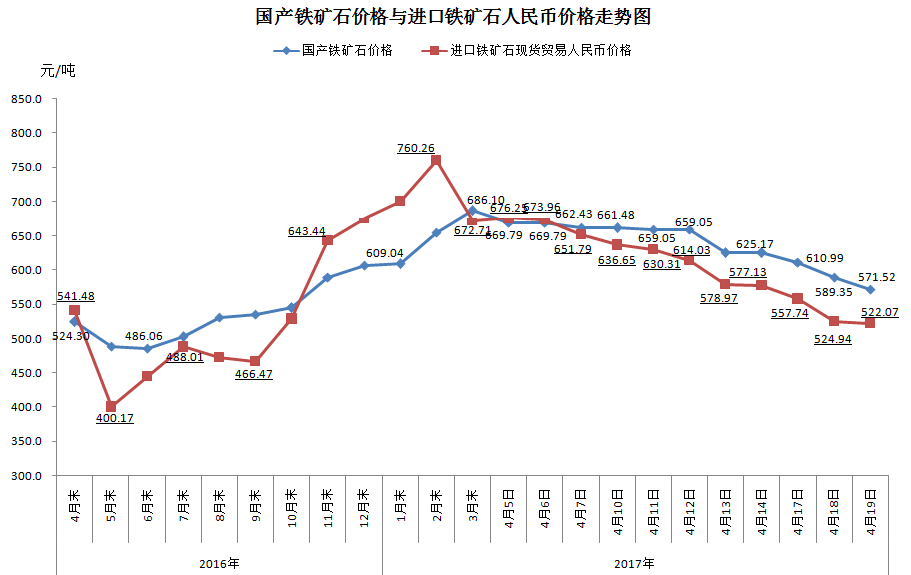 国产铁矿石价格与进口铁矿石人民币价格走势图
国产铁矿石价格 进口铁矿石现货贸易人民币价格
元/吨
850.0
800.0
750.0
700.0
650.0
600.0
550.0
500.0
450.0
400.0
350.0
300.0
541.48
524.30
400.17
486.06
488.01
466.47
643.44
609.04
760.26
686.10
672.71
676.25
669.79
673.96
669.79
662.43
651.79
661.48
636.65
659.05
630.31
659.05
614.03
578.97
625.17
577.13
610.99
557.74
589.35
524.94
571.52
522.07
4月末
5月末
6月末
7月末
8月末
9月末
10月末
11月末
12月末
1月末
2月末
3月末
4月5日
4月6日
4月7日
4月10日
4月11日
4月12日
4月13日
4月14日
4月17日
4月18日
4月19日
2016年 2017年